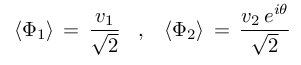 ⟨Φ₁⟩ = v₁/√2 , ⟨Φ₂⟩ = v₂ e^{iθ}/√2